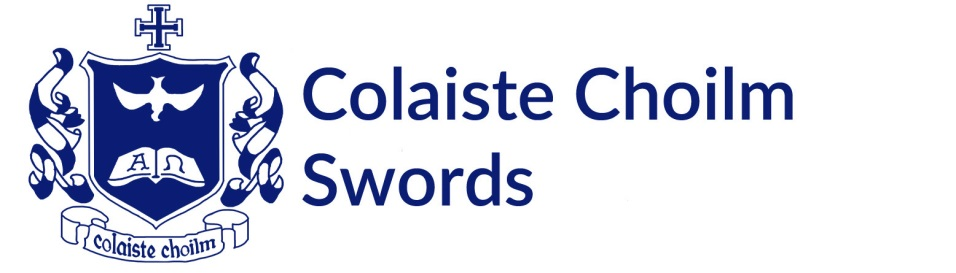 Colaiste Choilm
Swords
Α Ω
colaiste choilm